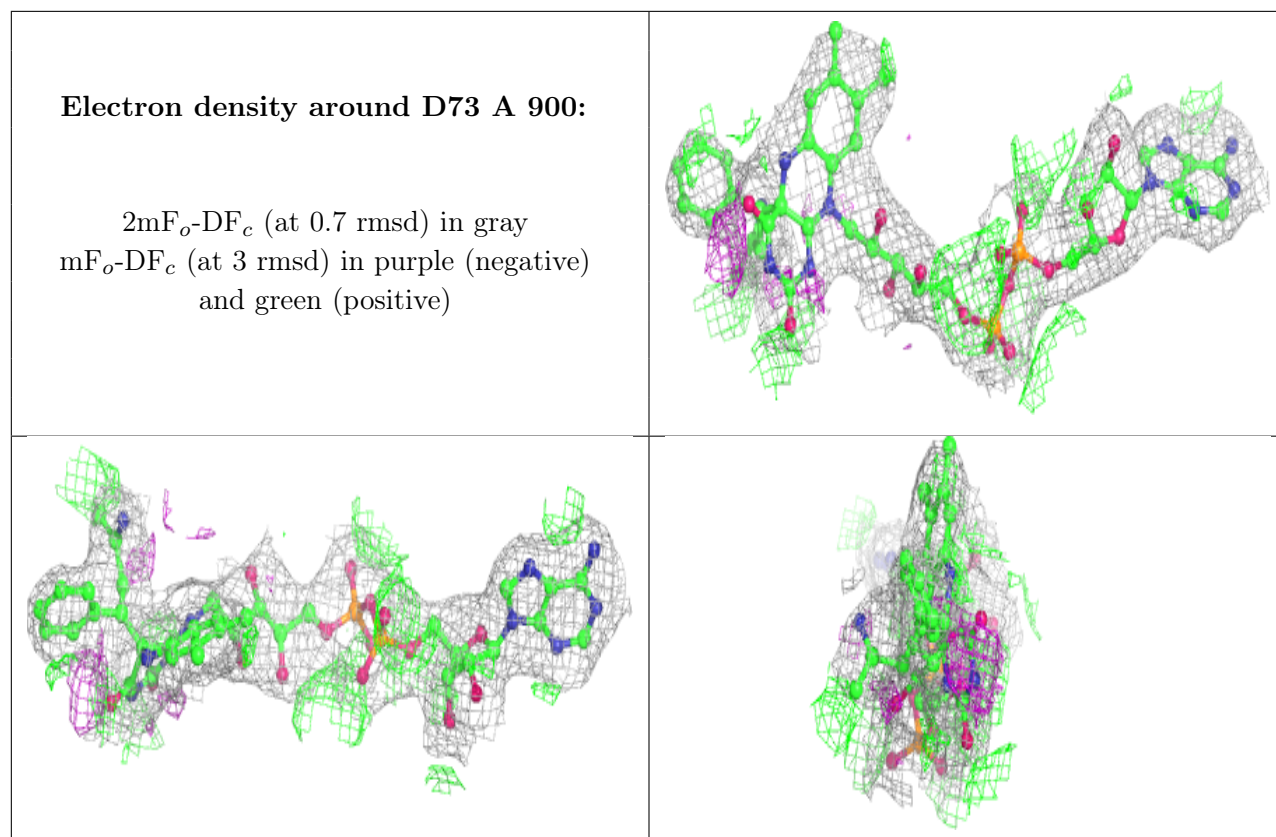 Electron density around D73 A 900:
2mFo-DFc (at 0.7 rmsd) in gray
mFo-DFc (at 3 rmsd) in purple (negative)
and green (positive)